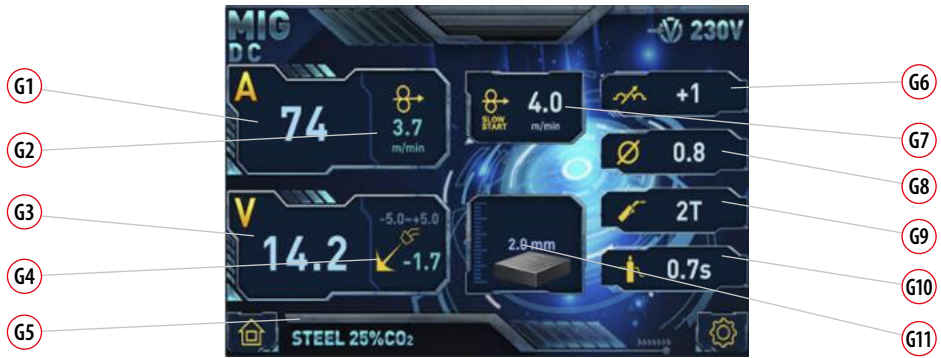 MIG
DC
230V
G1
A
74
3.7
m/min
G2
SLOW
START
4.0
m/min
+1
G6
G7
0.8
G8
G3
V
14.2
-5.0~+5.0
-1.7
G4
2.0 mm
2T
G9
0.7s
G10
G5
STEEL 25%CO₂
G11